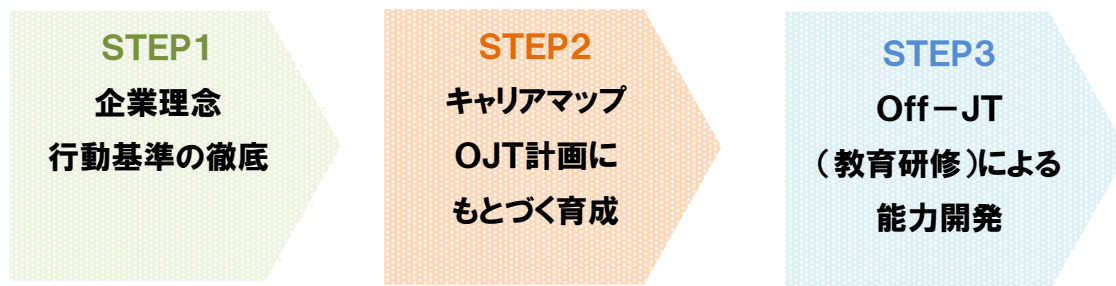 STEP1
企業理念
行動基準の徹底
STEP2
キャリアマップ
OJT計画に
もとづく育成
STEP3
Off－JT
（教育研修）による
能力開発